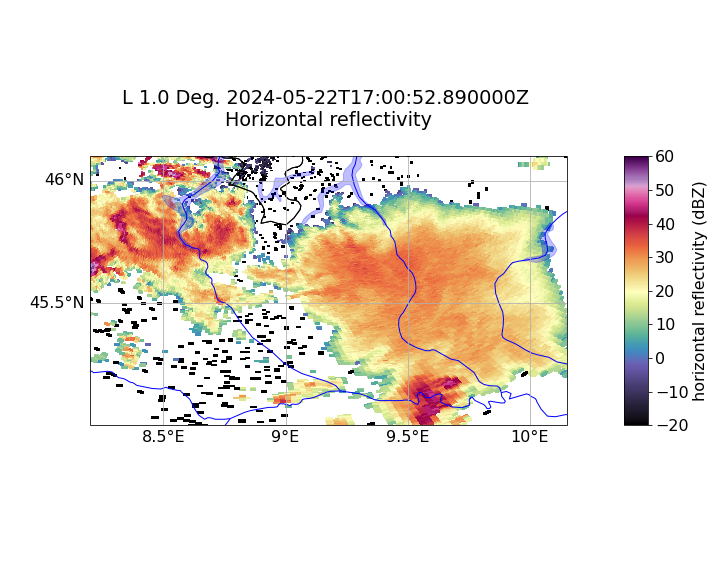 L 1.0 Deg. 2024-05-22T17:00:52.890000Z
Horizontal reflectivity
46°N
45.5°N
8.5°E
9°E
9.5°E
10°E
60
50
40
30
20
10
0
−10
−20
horizontal reflectivity (dBZ)